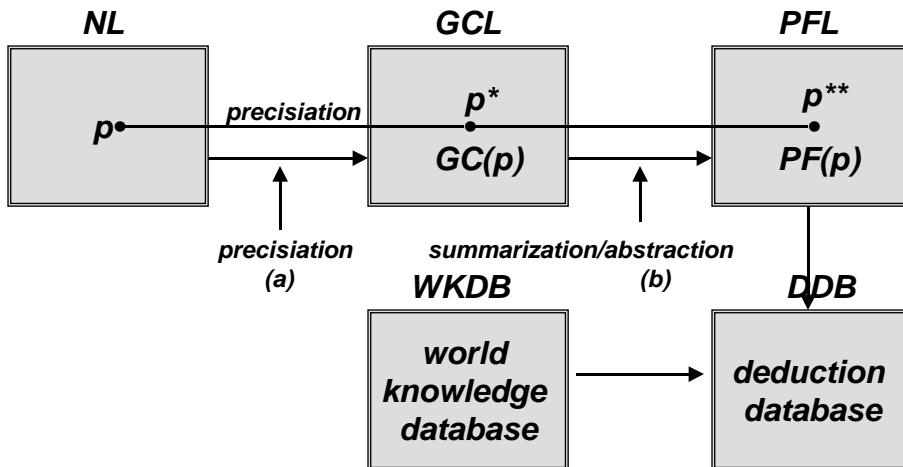 NL
GCL
PFL
p
precisiation
p*
GC(p)
p**
PF(p)
precisiation
(a)
summarization/abstraction
(b)
WKDB
DDB
world
knowledge
database
deduction
database